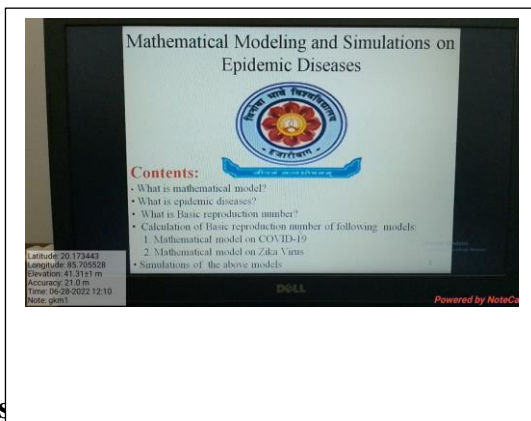 Mathematical Modeling and Simulations on
Epidemic Diseases
विनोबा भावे विश्वविद्यालय
हजारीबाग
Contents:
• What is mathematical model?
• What is epidemic diseases?
• What is Basic reproduction number?
• Calculation of Basic reproduction number of following models:
1. Mathematical model on COVID-19
2. Mathematical model on Zika Virus
• Simulations of the above models
DELL
Latitude: 20.173443
Longitude: 85.705528
Elevation: 41.31±1 m
Accuracy: 21.0 m
Time: 06-28-2022 12:10
Note: gkm1
Powered by NoteCa
s